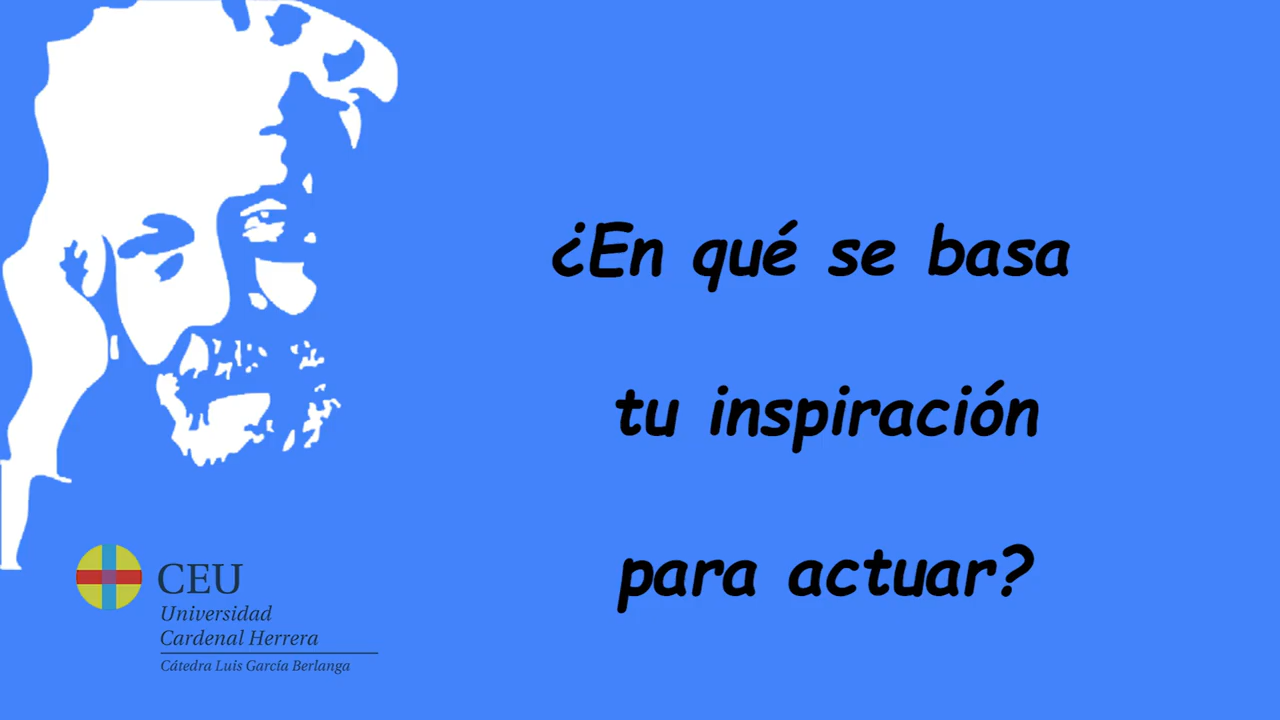 ¿En qué se basa
tu inspiración
para actuar?
CEU
Universidad
Cardenal Herrera
Cátedra Luis García Berlanga